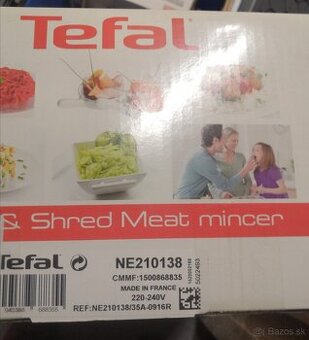 Tefal
& Shred Meat mincer
Tefal
NE210138
CMMF:1500868835
MADE IN FRANCE
220-240V
REF:NE210138/35A-0916R
5022493
bazos.sk